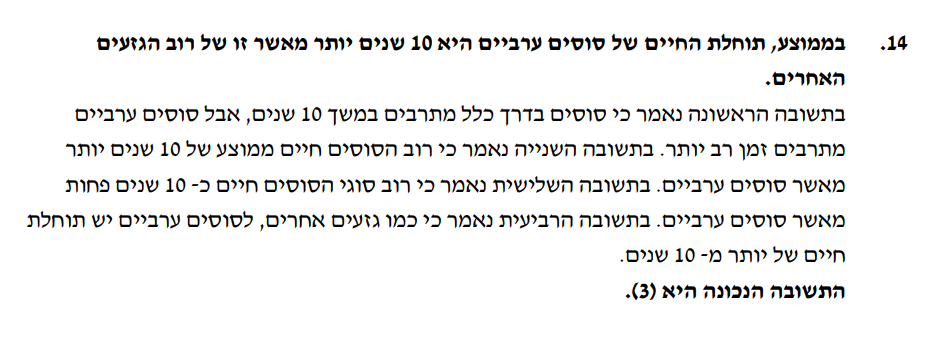 14. בממוצע, תוחלת החיים של סוסים ערביים היא 10 שנים יותר מאשר זו של רוב הגזעים
האחרים.
בתשובה הראשונה נאמר כי סוסים בדרך כלל מתרבים במשך 10 שנים, אבל סוסים ערביים
מתרבים זמן רב יותר. בתשובה השנייה נאמר כי רוב הסוסים חיים ממוצע של 10 שנים יותר
מאשר סוסים ערביים. בתשובה השלישית נאמר כי רוב סוגי הסוסים חיים כ- 10 שנים פחות
מאשר סוסים ערביים. בתשובה הרביעית נאמר כי כמו גזעים אחרים, לסוסים ערביים יש תוחלת
חיים של יותר מ- 10 שנים.
התשובה הנכונה היא (3).